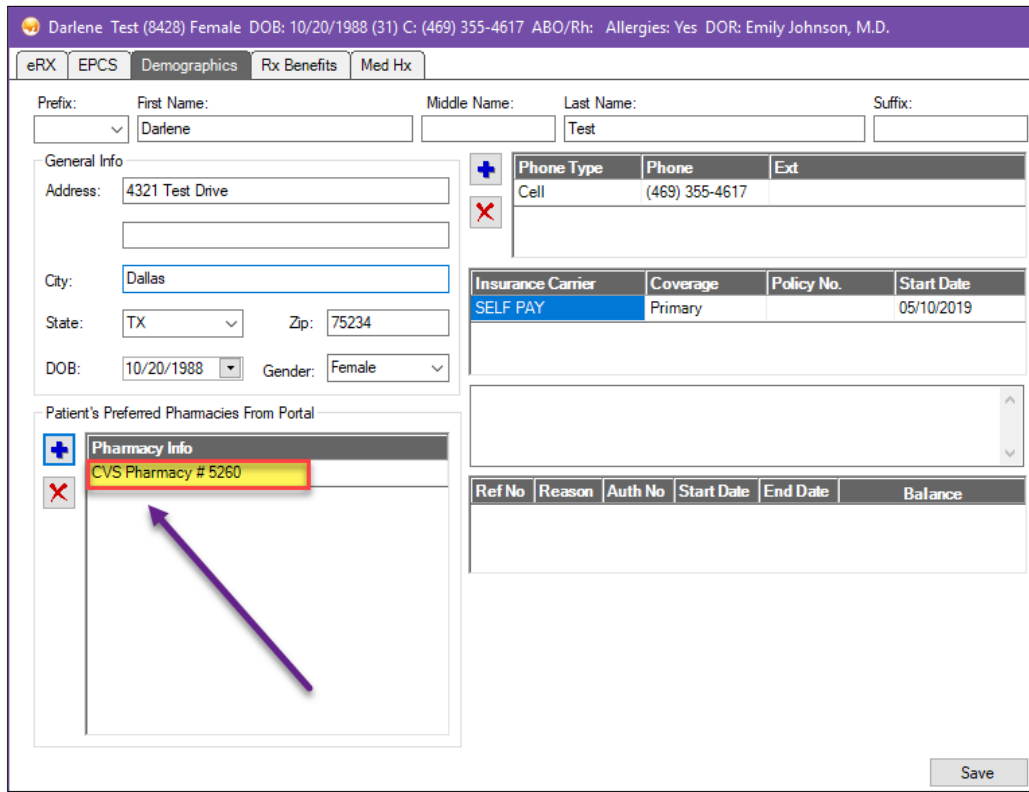 Darlene Test (8428) Female DOB: 10/20/1988 (31) C: (469) 355-4617 ABO/Rh: Allergies: Yes DOR: Emily Johnson, M.D.
eRX EPCS Demographics Rx Benefits Med Hx
Prefix: First Name: Middle Name: Last Name: Suffix:
Darlene Test
General Info
Address: 4321 Test Drive
City: Dallas
State: TX Zip: 75234
DOB: 10/20/1988 Gender: Female
Phone Type Phone Ext
Cell (469) 355-4617
Insurance Carrier Coverage Policy No. Start Date
SELF PAY Primary 05/10/2019
Patient's Preferred Pharmacies From Portal
Pharmacy Info
CVS Pharmacy # 5260
Ref No Reason Auth No Start Date End Date Balance
Save